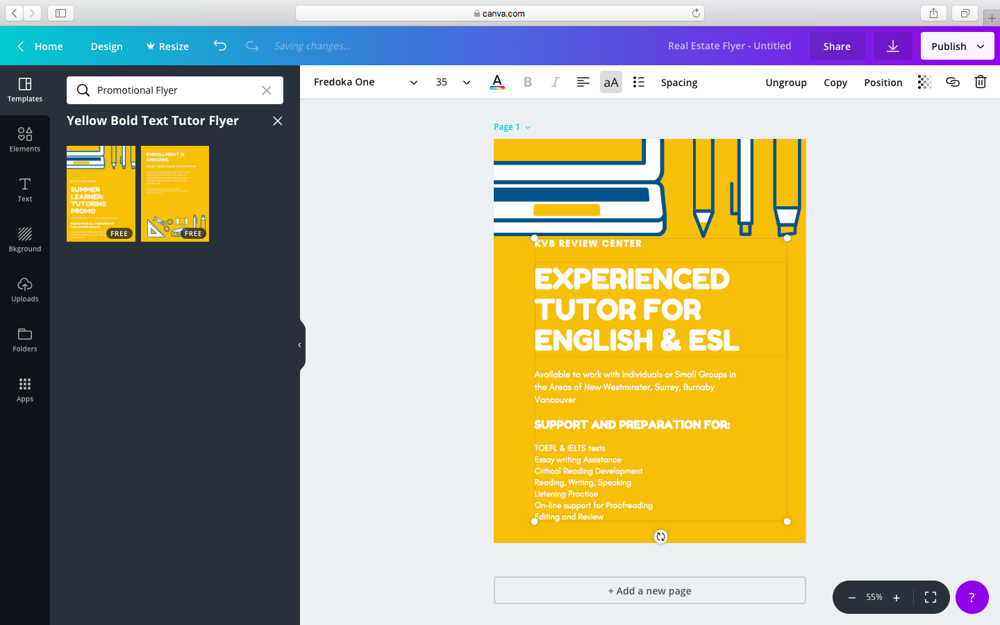 canva.com
Home
Design
Resize
Saving changes...
Real Estate Flyer - Untitled
Share
Publish
Templates
Elements
Text
Bkground
Uploads
Folders
Apps
Promotional Flyer
Yellow Bold Text Tutor Flyer
SUMMER
LEARNER:
TUTORING
PROMO
FREE
ENROLLMENT IS
ONGOING
FREE
Fredoka One
35
A
B
I
aA
Spacing
Ungroup
Copy
Position
Page 1
KVB REVIEW CENTER
EXPERIENCED
TUTOR FOR
ENGLISH & ESL
Available to work with Individuals or Small Groups in
the Areas of New Westminster, Surrey, Burnaby
Vancouver
SUPPORT AND PREPARATION FOR:
TOEFL & IELTS tests
Essay writing Assistance
Critical Reading Development
Reading, Writing, Speaking
Listening Practice
On-line support for Proofreading
Editing and Review
+ Add a new page
55%
?